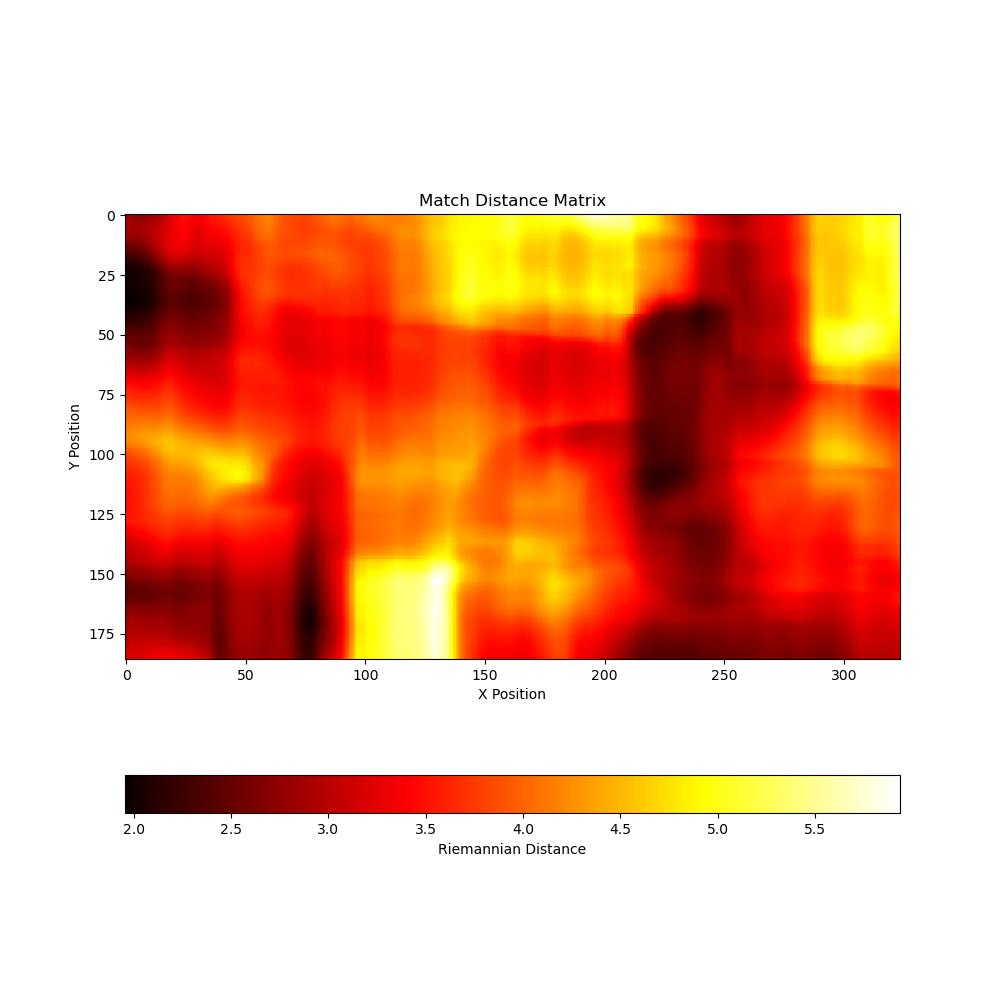 Match Distance Matrix
0
25
50
75
100
125
150
175
Y Position
0 50 100 150 200 250 300
X Position
2.0 2.5 3.0 3.5 4.0 4.5 5.0 5.5
Riemannian Distance